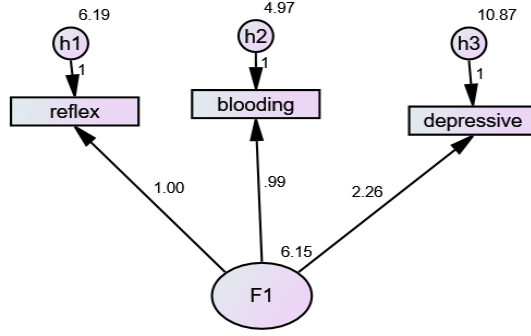 6.19
4.97
10.87
h1
h2
h3
1
1
1
reflex
blooding
depressive
1.00
.99
2.26
6.15
F1